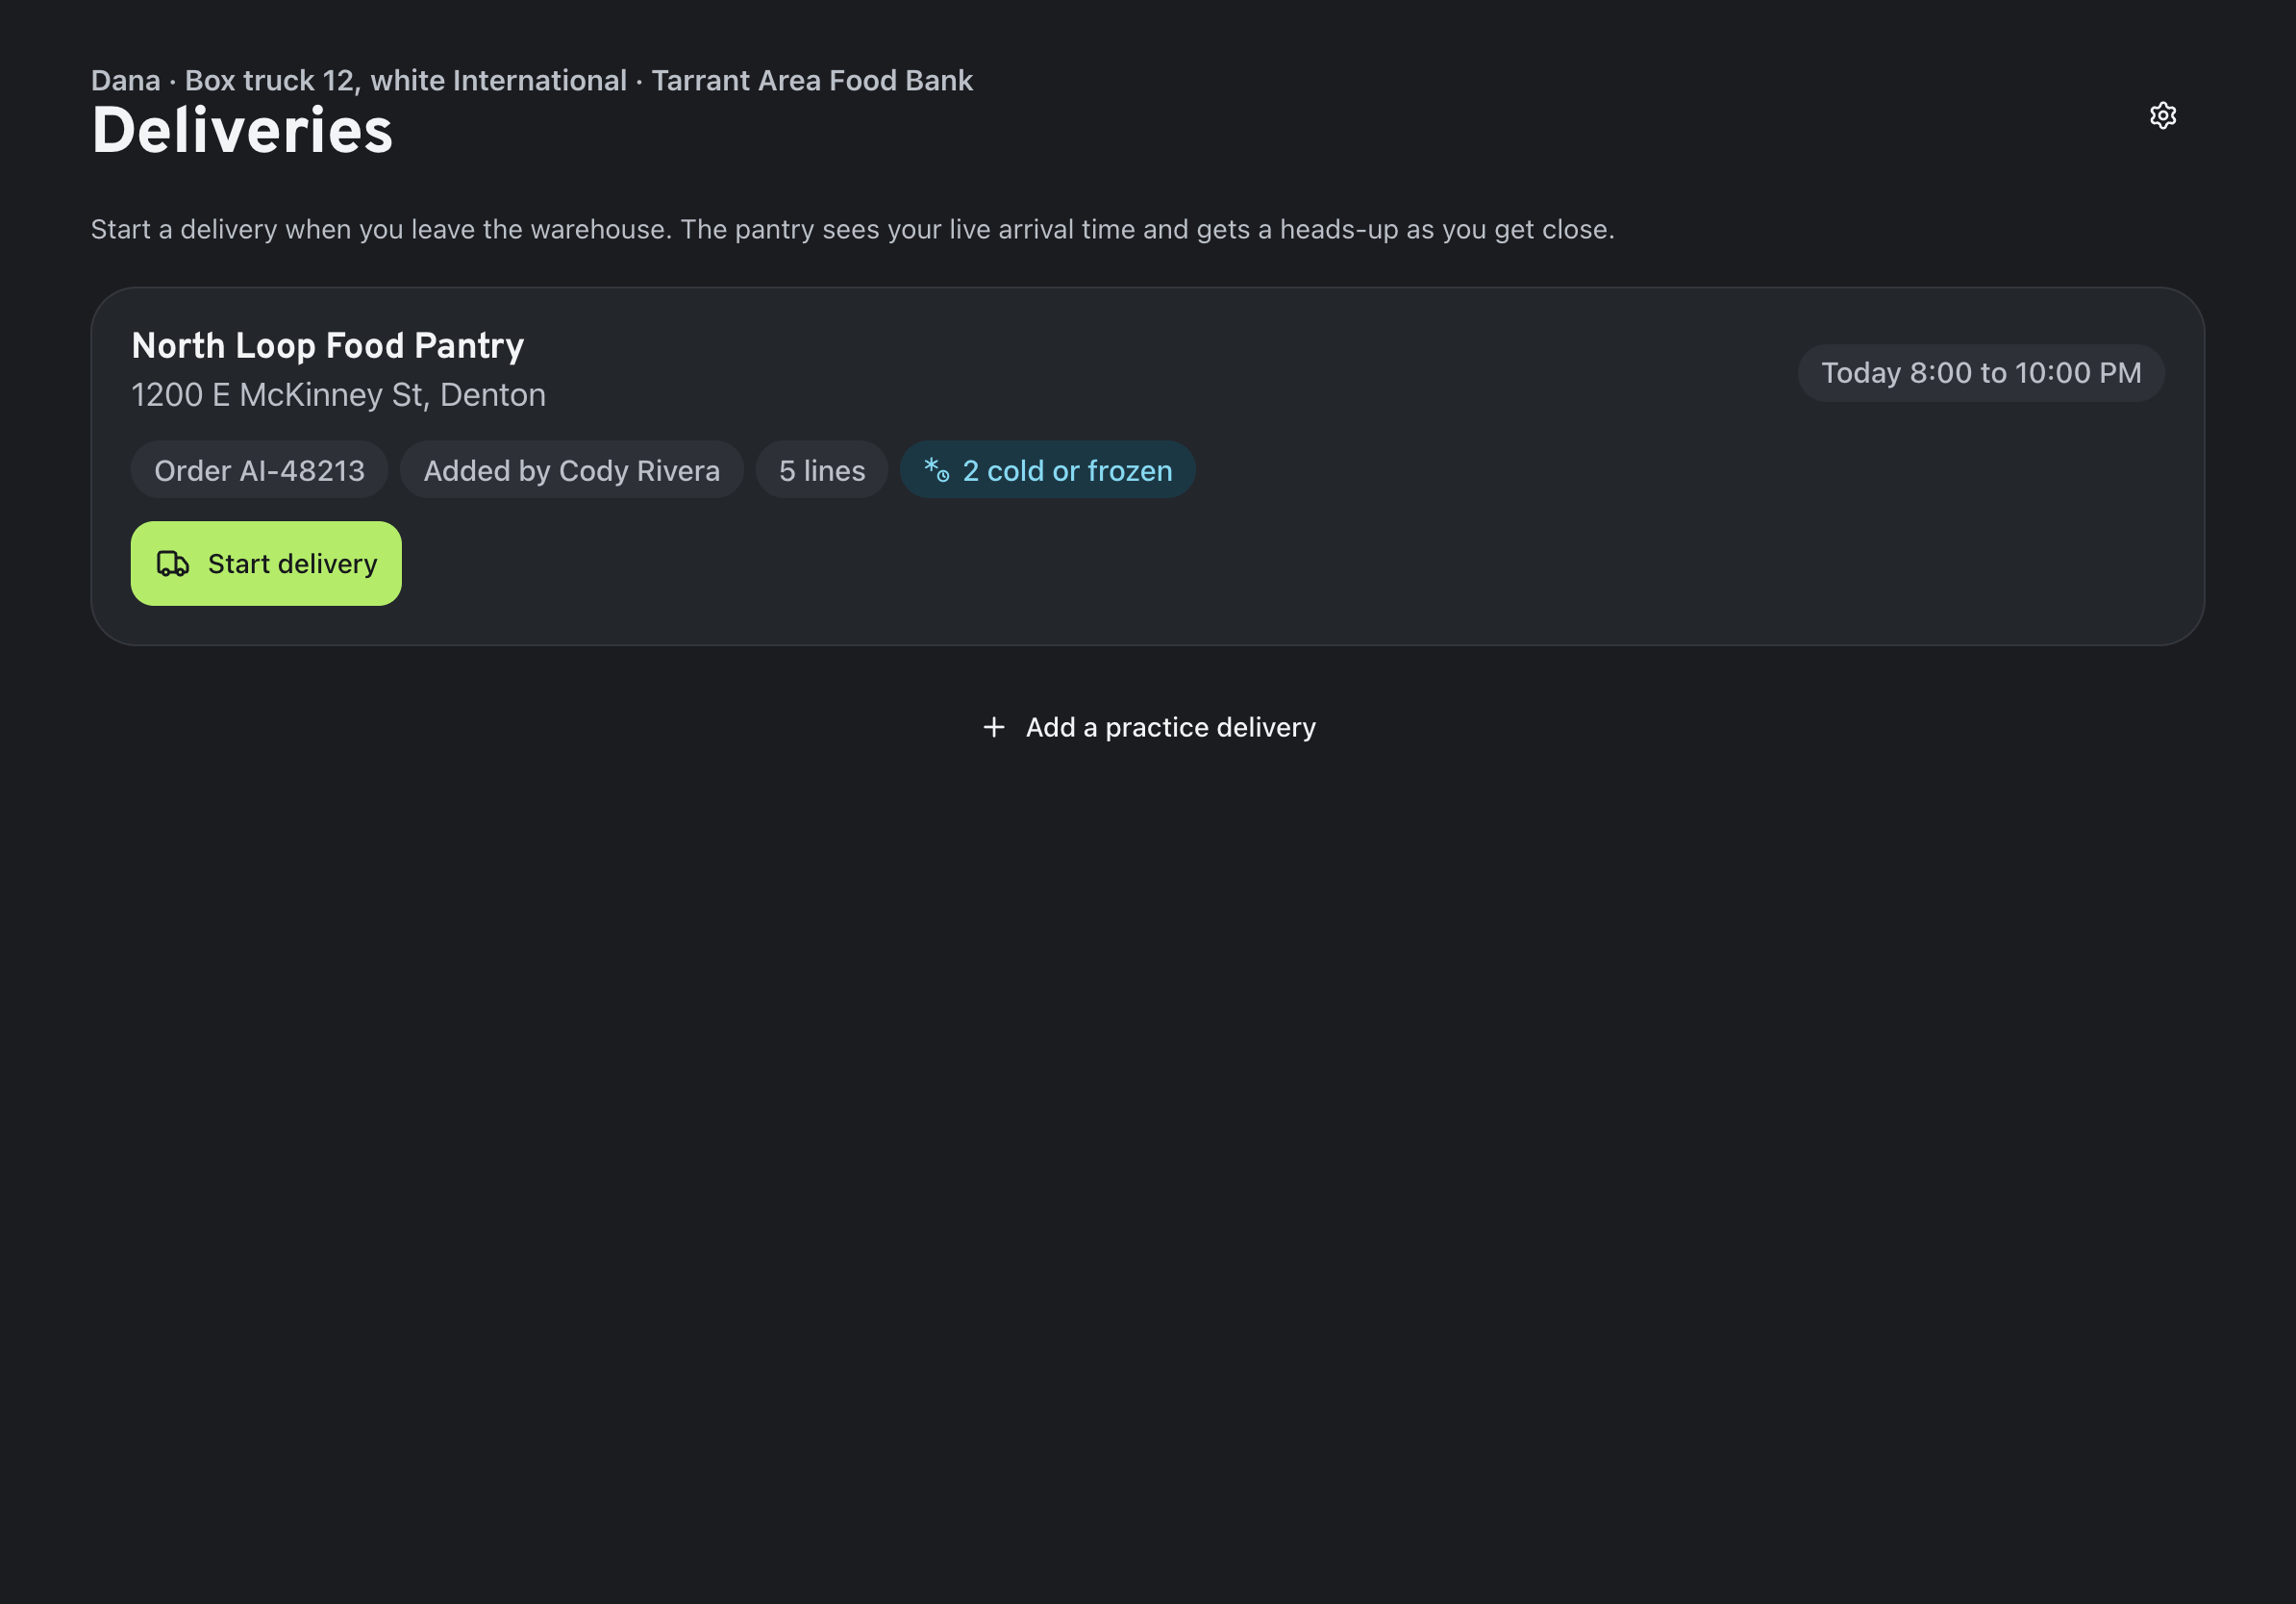 Dana · Box truck 12, white International · Tarrant Area Food Bank
Deliveries
Start a delivery when you leave the warehouse. The pantry sees your live arrival time and gets a heads-up as you get close.
North Loop Food Pantry
1200 E McKinney St, Denton
Today 8:00 to 10:00 PM
Order AI-48213
Added by Cody Rivera
5 lines
2 cold or frozen
Start delivery
Add a practice delivery